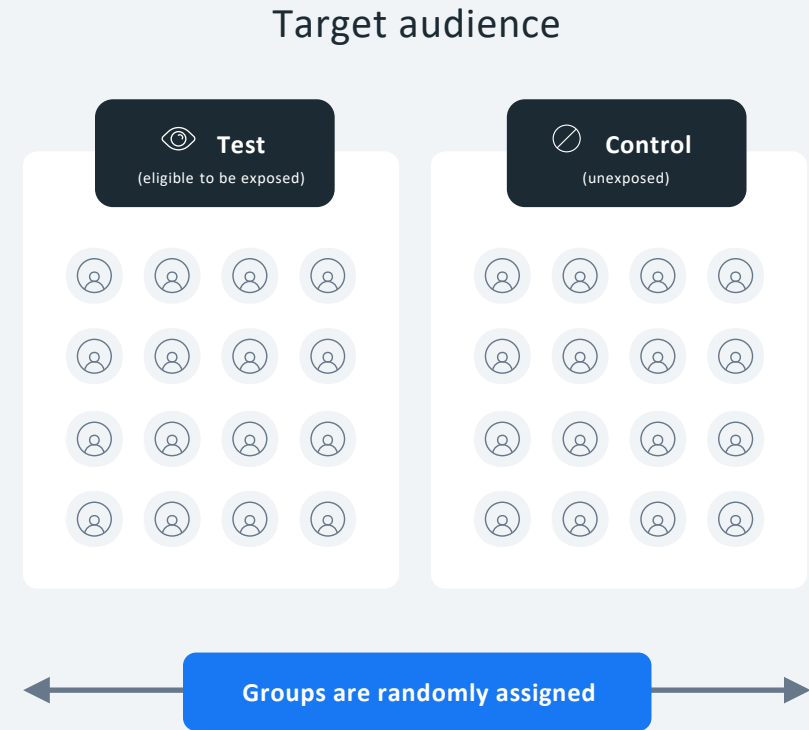 Target audience
Test
(eligible to be exposed)
Control
(unexposed)
Groups are randomly assigned